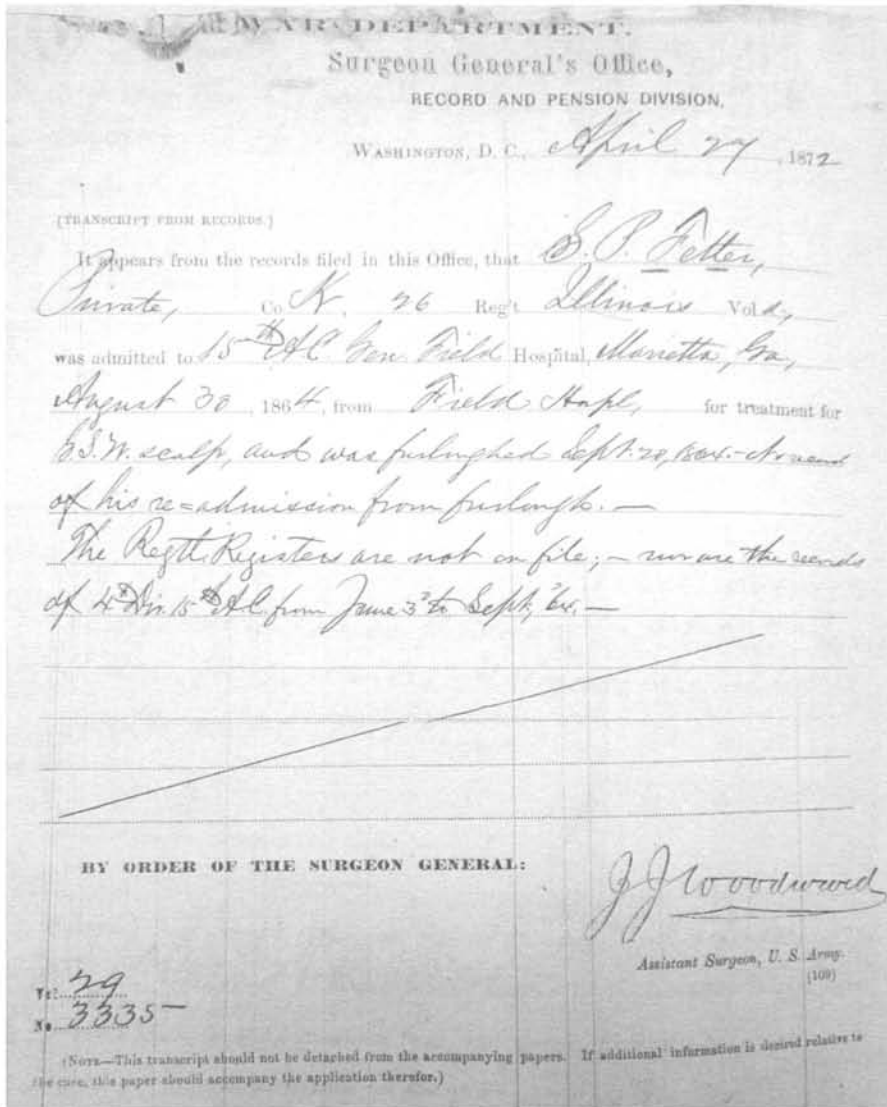 WAR DEPARTMENT.
Surgeon General's Office,
RECORD AND PENSION DIVISION,
WASHINGTON, D. C., April 27, 1872
(TRANSCRIPT FROM RECORDS.)
It appears from the records filed in this Office, that S. P. Fetter,
Private, Co K, 26 Reg't Illinois Vols,
was admitted to 15th A.C. Gen. Field Hospital, Marietta, Ga,
August 30, 1864, from Field Hospl, for treatment for
G.S.W. scalp, and was furloughed Sept. 20, 1864. - No record
of his re=admission from furlough. —
The Regtl. Registers are not on file; - nor are the records
of 4th Div. 15th A.C. from June 3d to Sept, '64. —
BY ORDER OF THE SURGEON GENERAL:
J J Woodward
Assistant Surgeon, U. S. Army.
(109)
29
No 3335
(NOTE—This transcript should not be detached from the accompanying papers. If additional information is desired relative to
the case, this paper should accompany the application therefor.)